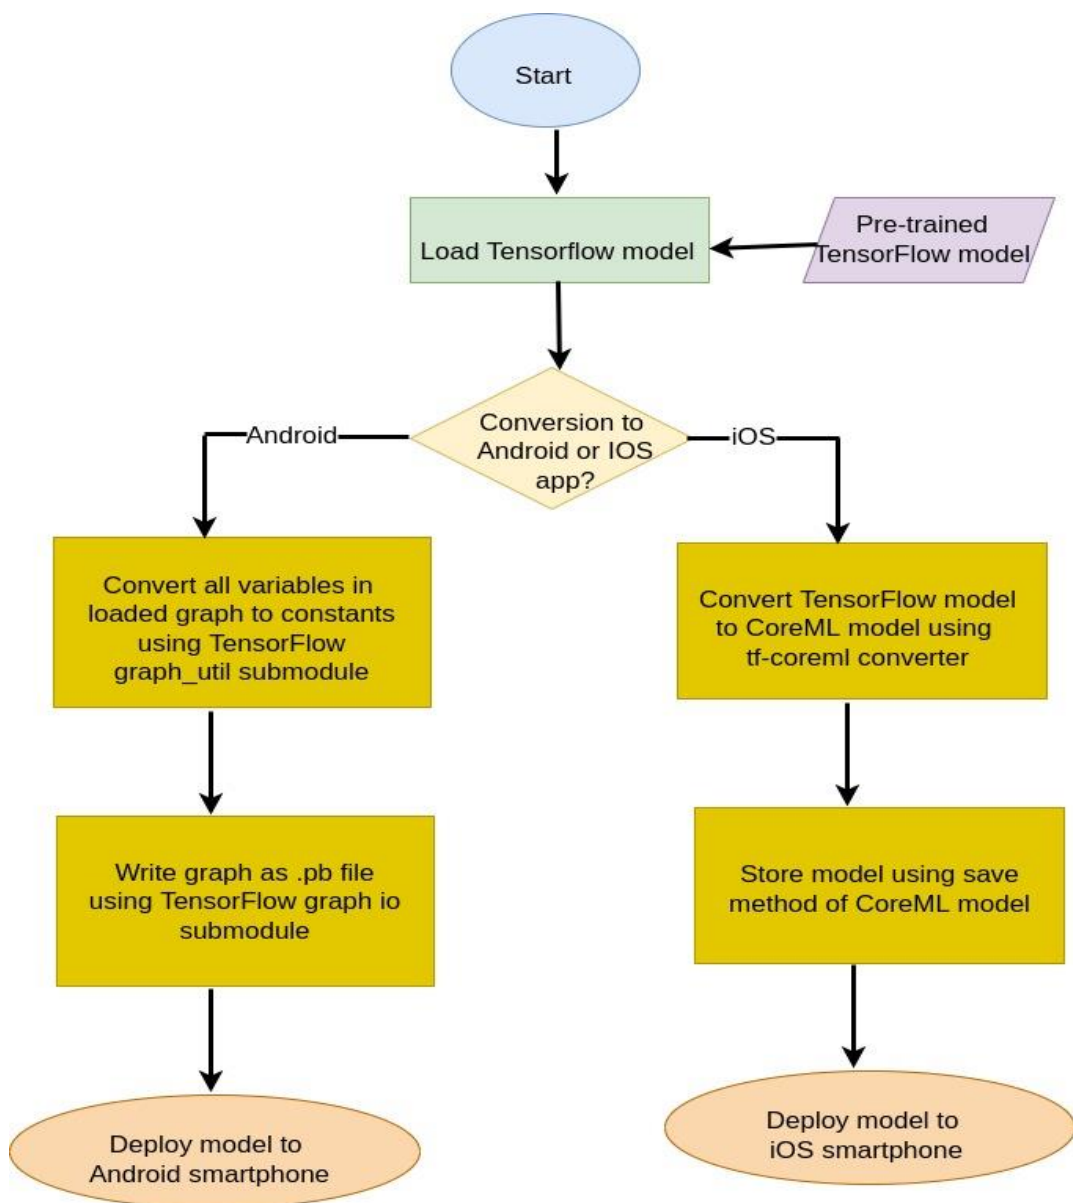 Start
Load Tensorflow model
Pre-trained
TensorFlow model
Conversion to
Android or IOS
app?
Android
iOS
Convert all variables in
loaded graph to constants
using TensorFlow
graph_util submodule
Convert TensorFlow model
to CoreML model using
tf-coreml converter
Write graph as .pb file
using TensorFlow graph io
submodule
Store model using save
method of CoreML model
Deploy model to
Android smartphone
Deploy model to
iOS smartphone